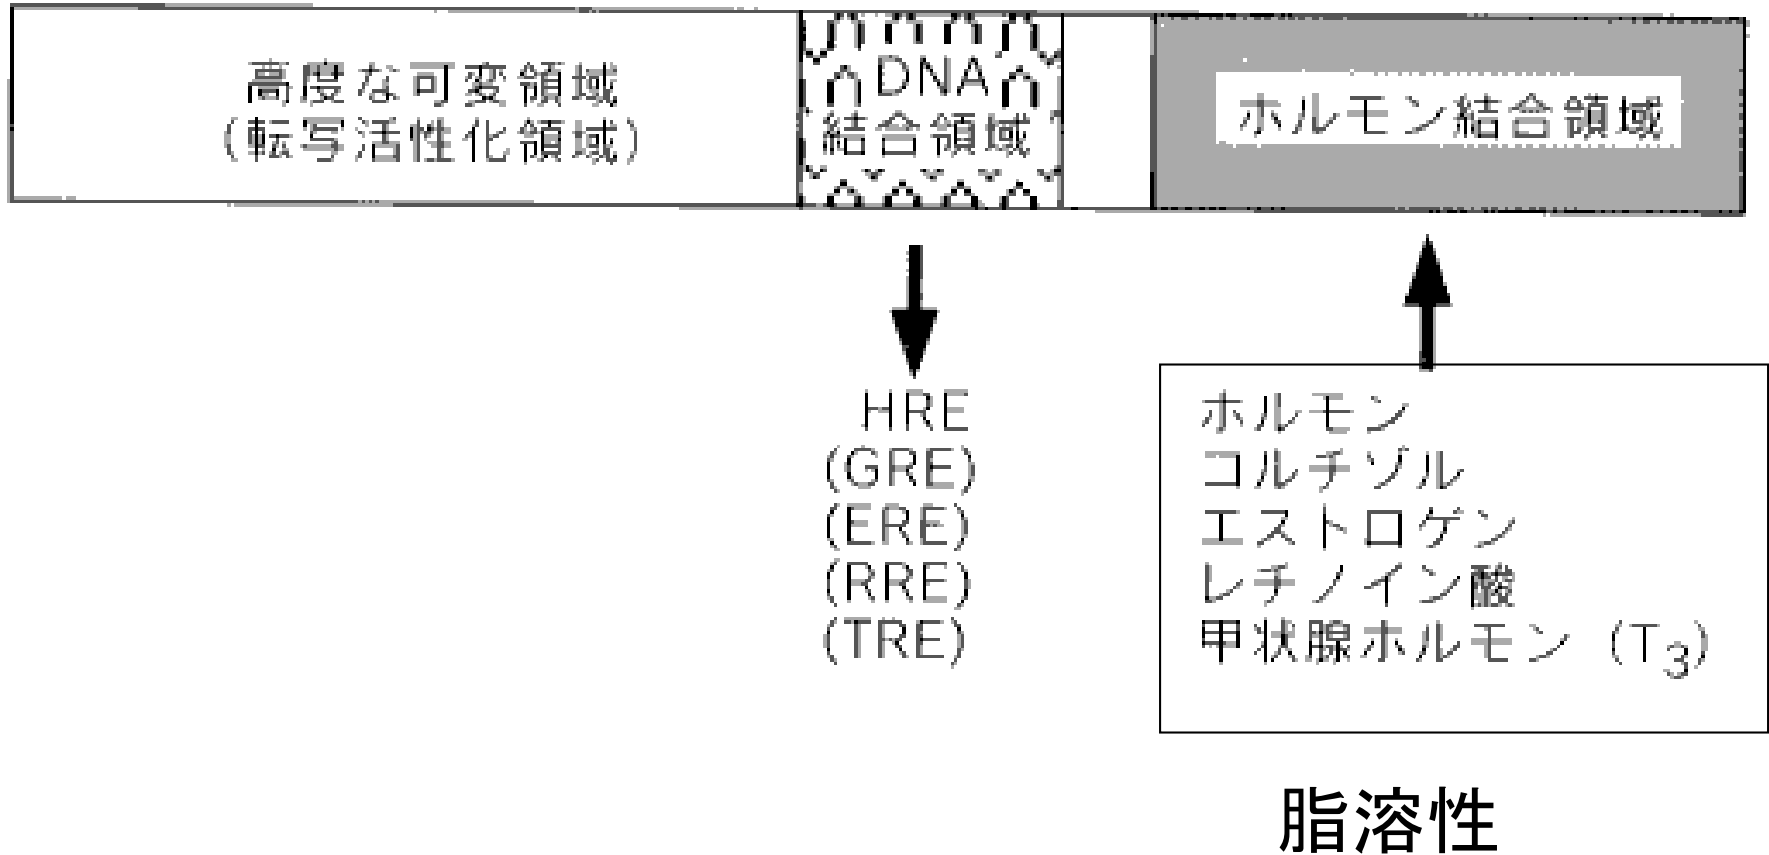 高度な可変領域
(転写活性化領域)
DNA
結合領域
ホルモン結合領域
HRE
(GRE)
(ERE)
(RRE)
(TRE)
ホルモン
コルチゾル
エストロゲン
レチノイン酸
甲状腺ホルモン (T3)
脂溶性